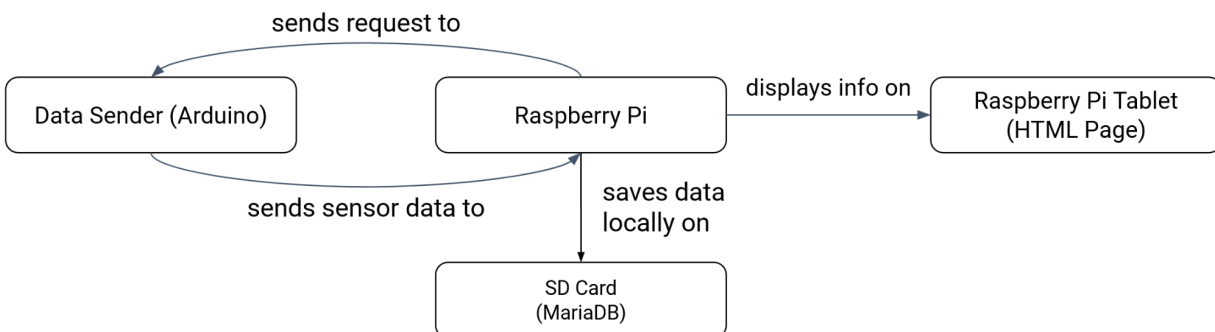 sends request to
Data Sender (Arduino)
Raspberry Pi
displays info on
Raspberry Pi Tablet
(HTML Page)
sends sensor data to
saves data
locally on
SD Card
(MariaDB)